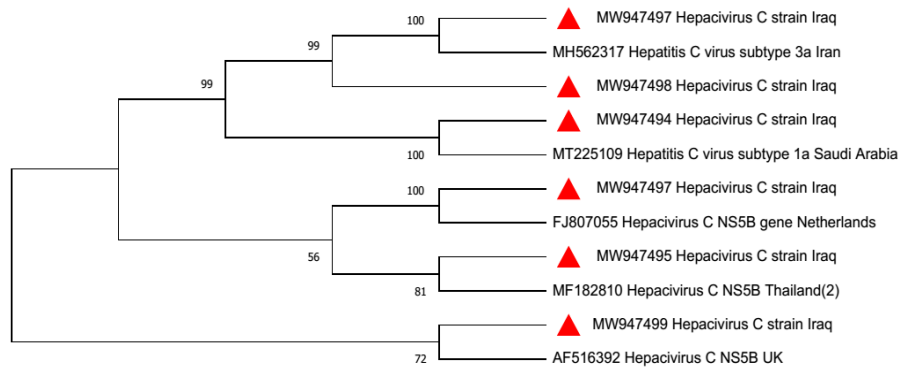 100
MW947497 Hepacivirus C strain Iraq
99
MH562317 Hepatitis C virus subtype 3a Iran
99
MW947498 Hepacivirus C strain Iraq
MW947494 Hepacivirus C strain Iraq
100
MT225109 Hepatitis C virus subtype 1a Saudi Arabia
100
MW947497 Hepacivirus C strain Iraq
FJ807055 Hepacivirus C NS5B gene Netherlands
56
MW947495 Hepacivirus C strain Iraq
81
MF182810 Hepacivirus C NS5B Thailand(2)
MW947499 Hepacivirus C strain Iraq
72
AF516392 Hepacivirus C NS5B UK